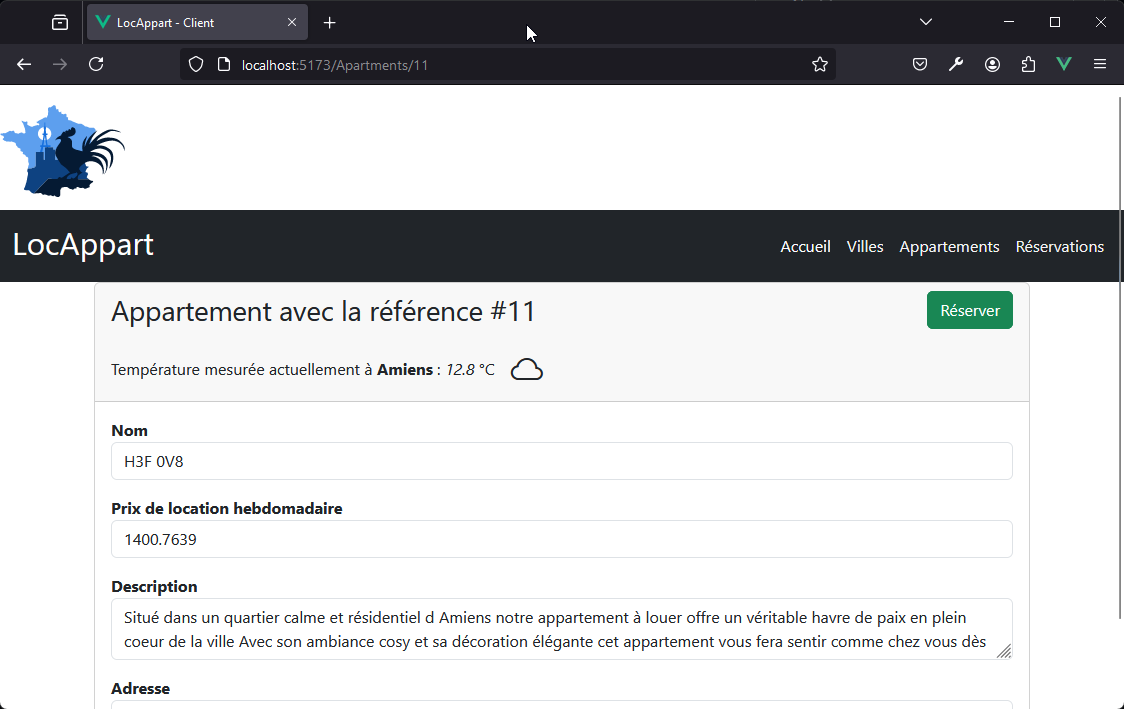 LocAppart - Client
localhost:5173/Apartments/11
LocAppart
Accueil Villes Appartements Réservations
Appartement avec la référence #11
Réserver
Température mesurée actuellement à Amiens : 12.8 °C
Nom
H3F 0V8
Prix de location hebdomadaire
1400.7639
Description
Situé dans un quartier calme et résidentiel d Amiens notre appartement à louer offre un véritable havre de paix en plein
coeur de la ville Avec son ambiance cosy et sa décoration élégante cet appartement vous fera sentir comme chez vous dès
Adresse